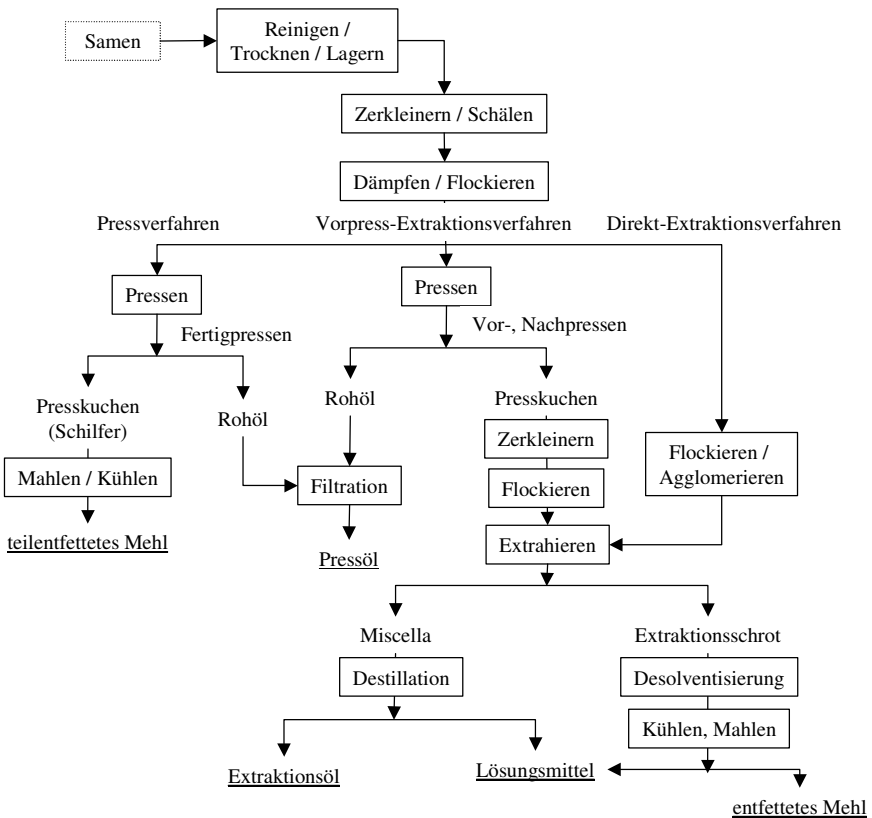 Samen
Reinigen /
Trocknen / Lagern
Zerkleinern / Schälen
Dämpfen / Flockieren
Pressverfahren
Vorpress-Extraktionsverfahren
Direkt-Extraktionsverfahren
Pressen
Pressen
Fertigpressen
Vor-, Nachpressen
Presskuchen
(Schilfer)
Rohöl
Rohöl
Presskuchen
Zerkleinern
Flockieren /
Agglomerieren
Mahlen / Kühlen
Filtration
Flockieren
teilentfettetes Mehl
Pressöl
Extrahieren
Miscella
Extraktionsschrot
Destillation
Desolventisierung
Kühlen, Mahlen
Extraktionsöl
Lösungsmittel
entfettetes Mehl